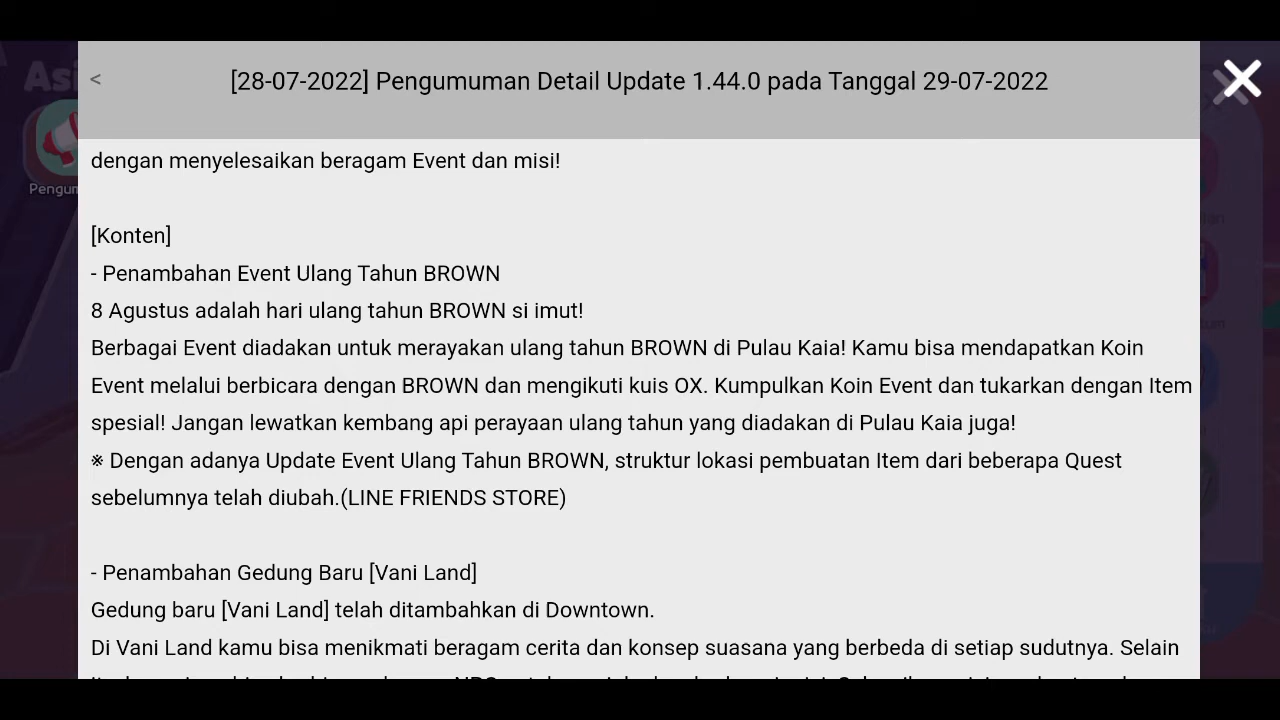 Asi
<
[28-07-2022] Pengumuman Detail Update 1.44.0 pada Tanggal 29-07-2022
Pengum
dengan menyelesaikan beragam Event dan misi!
[Konten]
- Penambahan Event Ulang Tahun BROWN
8 Agustus adalah hari ulang tahun BROWN si imut!
Berbagai Event diadakan untuk merayakan ulang tahun BROWN di Pulau Kaia! Kamu bisa mendapatkan Koin
Event melalui berbicara dengan BROWN dan mengikuti kuis OX. Kumpulkan Koin Event dan tukarkan dengan Item
spesial! Jangan lewatkan kembang api perayaan ulang tahun yang diadakan di Pulau Kaia juga!
※ Dengan adanya Update Event Ulang Tahun BROWN, struktur lokasi pembuatan Item dari beberapa Quest
sebelumnya telah diubah.(LINE FRIENDS STORE)
- Penambahan Gedung Baru [Vani Land]
Gedung baru [Vani Land] telah ditambahkan di Downtown.
Di Vani Land kamu bisa menikmati beragam cerita dan konsep suasana yang berbeda di setiap sudutnya. Selain